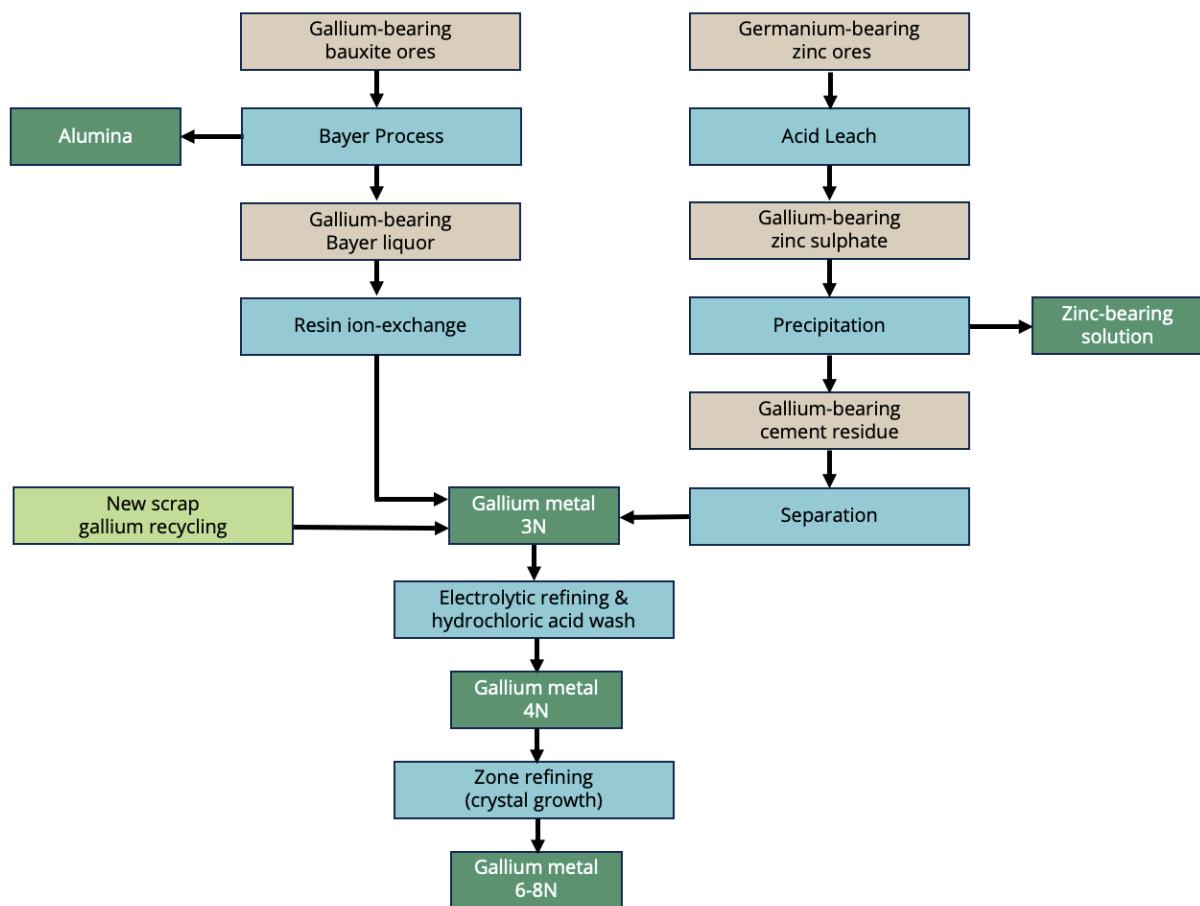 Gallium-bearing
bauxite ores
Germanium-bearing
zinc ores
Alumina
Bayer Process
Acid Leach
Gallium-bearing
Bayer liquor
Gallium-bearing
zinc sulphate
Resin ion-exchange
Precipitation
Zinc-bearing
solution
Gallium-bearing
cement residue
New scrap
gallium recycling
Gallium metal
3N
Separation
Electrolytic refining &
hydrochloric acid wash
Gallium metal
4N
Zone refining
(crystal growth)
Gallium metal
6-8N